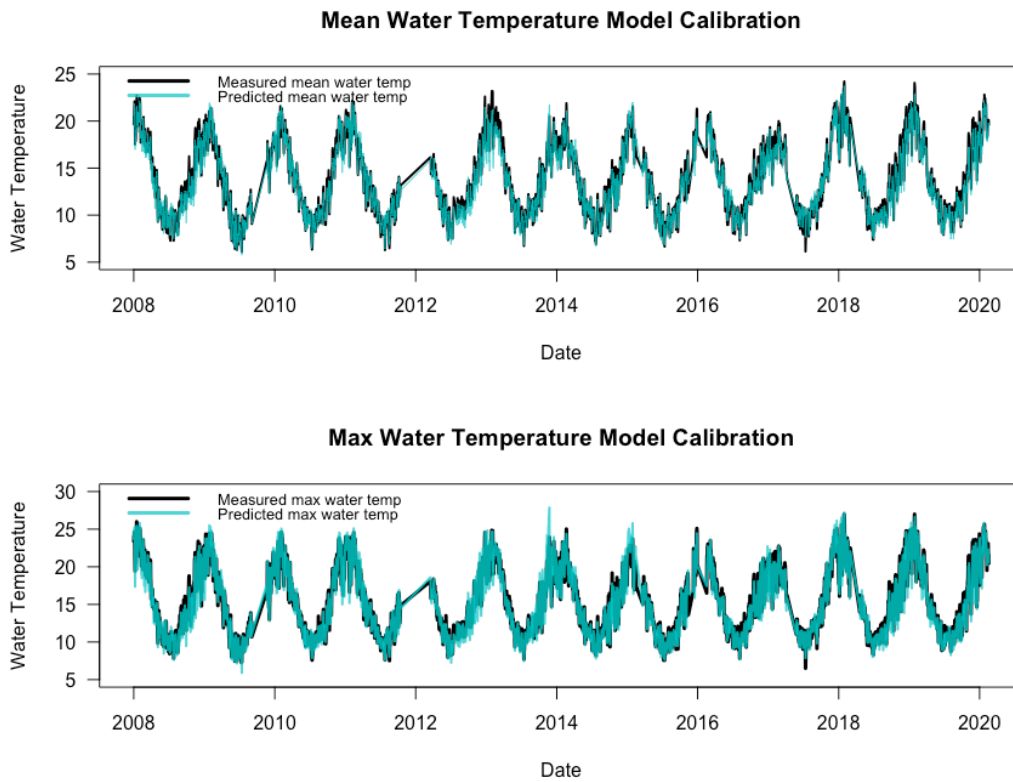 Mean Water Temperature Model Calibration
Water Temperature
25
20
15
10
5
Measured mean water temp
Predicted mean water temp
2008 2010 2012 2014 2016 2018 2020
Date
Max Water Temperature Model Calibration
Water Temperature
30
25
20
15
10
5
Measured max water temp
Predicted max water temp
2008 2010 2012 2014 2016 2018 2020
Date